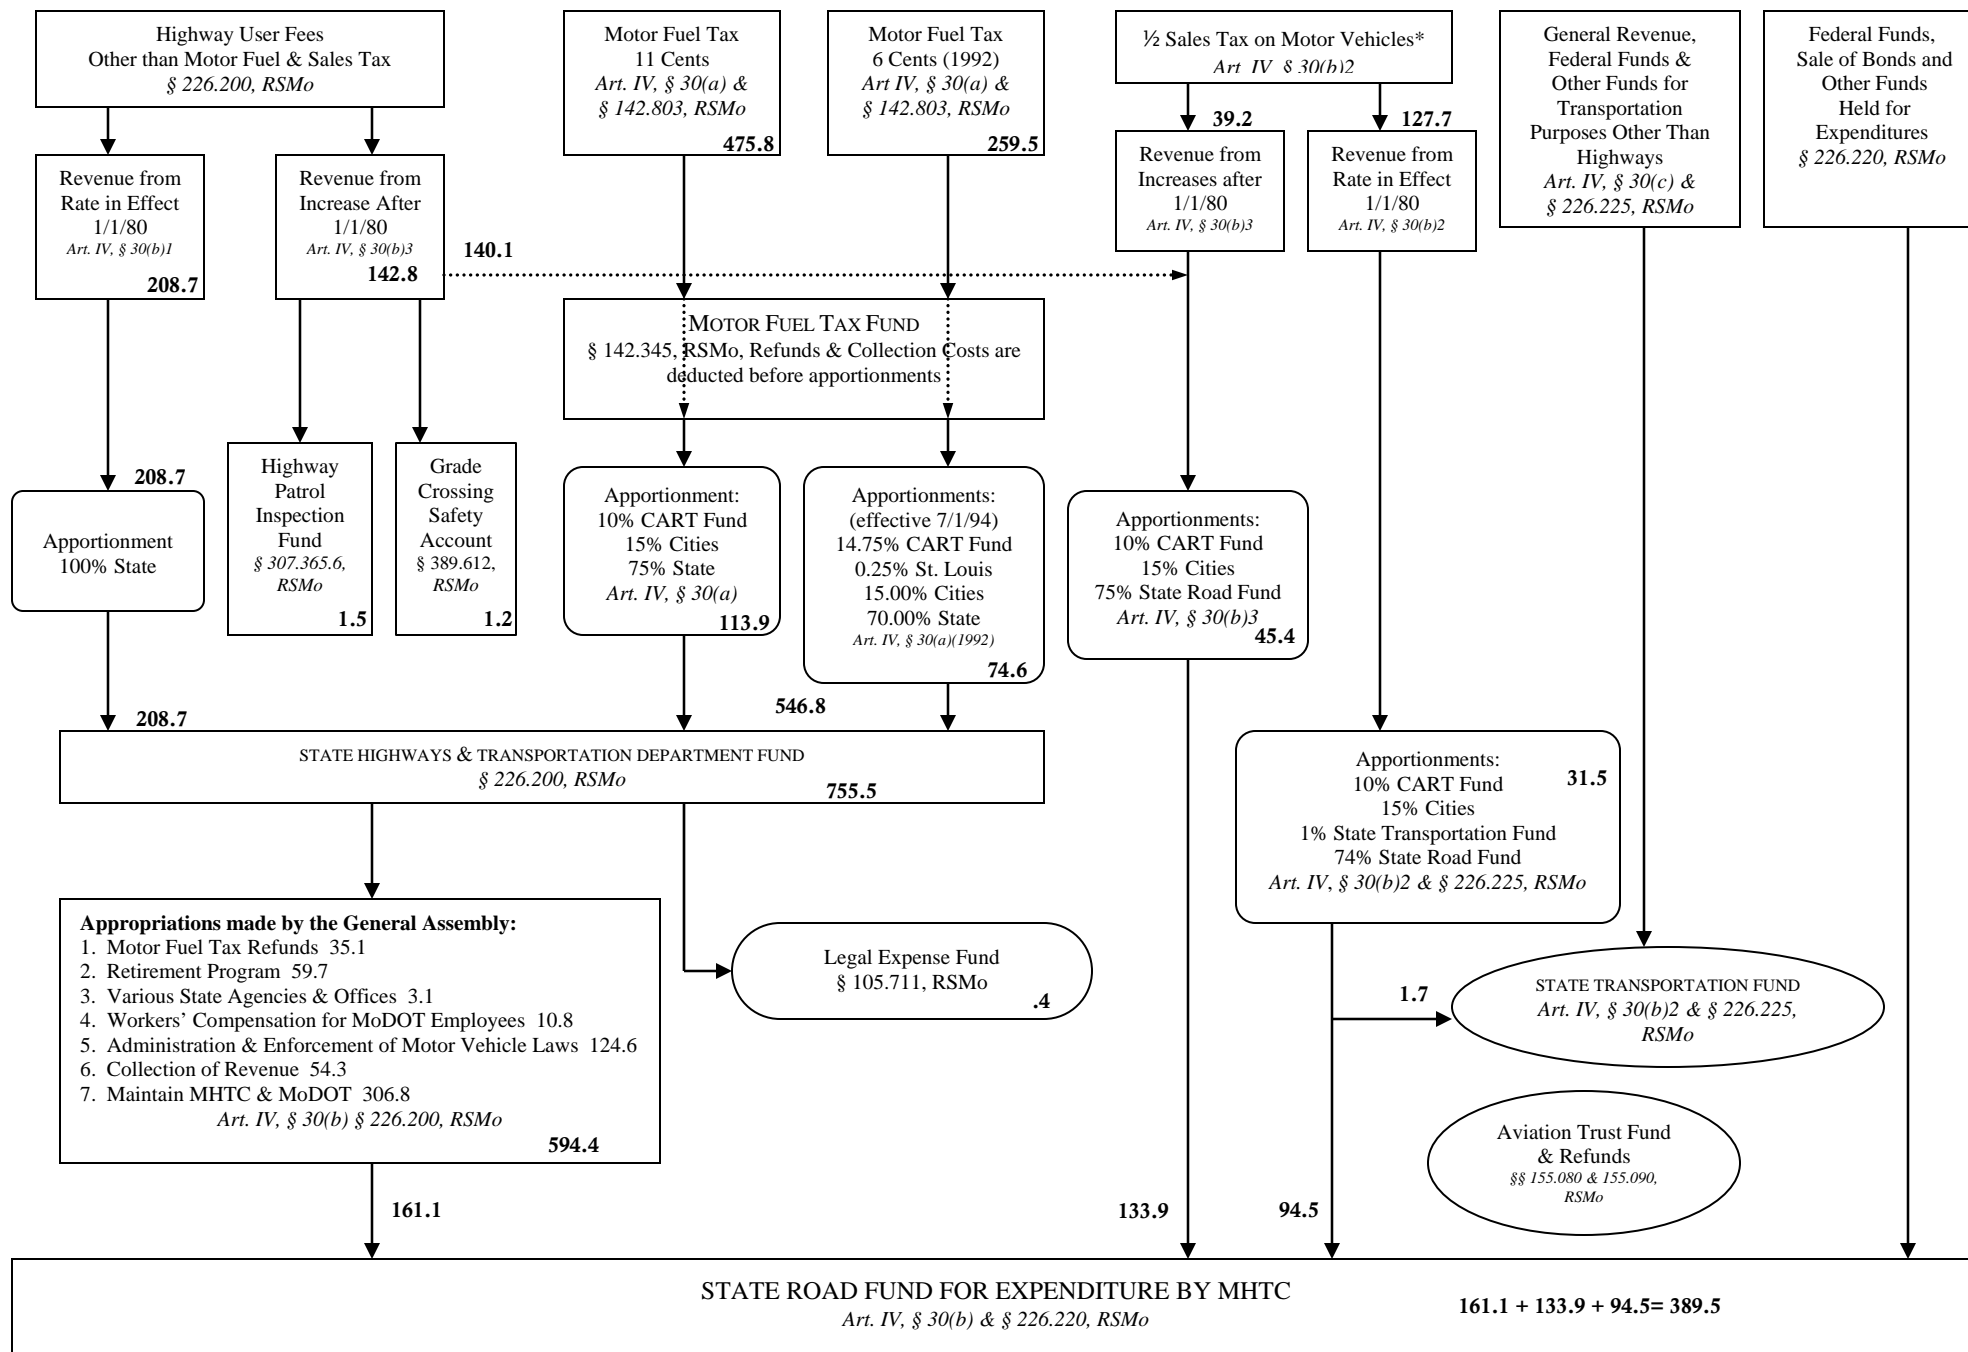 Highway User Fees
Other than Motor Fuel & Sales Tax
§ 226.200, RSMo
Motor Fuel Tax
11 Cents
Art. IV, § 30(a) &
§ 142.803, RSMo
475.8
Motor Fuel Tax
6 Cents (1992)
Art IV, § 30(a) &
§ 142.803, RSMo
259.5
½ Sales Tax on Motor Vehicles*
Art. IV, § 30(b)2
General Revenue,
Federal Funds &
Other Funds for
Transportation
Purposes Other Than
Highways
Art. IV, § 30(c) &
§ 226.225, RSMo
Federal Funds,
Sale of Bonds and
Other Funds
Held for
Expenditures
§ 226.220, RSMo
39.2
127.7
Revenue from
Rate in Effect
1/1/80
Art. IV, § 30(b)1
208.7
Revenue from
Increase After
1/1/80
Art. IV, § 30(b)3
142.8
140.1
Revenue from
Increases after
1/1/80
Art. IV, § 30(b)3
Revenue from
Rate in Effect
1/1/80
Art. IV, § 30(b)2
MOTOR FUEL TAX FUND
§ 142.345, RSMo, Refunds & Collection Costs are
deducted before apportionments
208.7
Apportionment
100% State
Highway
Patrol
Inspection
Fund
§ 307.365.6,
RSMo
1.5
Grade
Crossing
Safety
Account
§ 389.612,
RSMo
1.2
Apportionment:
10% CART Fund
15% Cities
75% State
Art. IV, § 30(a)
113.9
Apportionments:
(effective 7/1/94)
14.75% CART Fund
0.25% St. Louis
15.00% Cities
70.00% State
Art. IV, § 30(a)(1992)
74.6
Apportionments:
10% CART Fund
15% Cities
75% State Road Fund
Art. IV, § 30(b)3
45.4
208.7
546.8
STATE HIGHWAYS & TRANSPORTATION DEPARTMENT FUND
§ 226.200, RSMo
755.5
Apportionments:
31.5
10% CART Fund
15% Cities
1% State Transportation Fund
74% State Road Fund
Art. IV, § 30(b)2 & § 226.225, RSMo
Appropriations made by the General Assembly:
1. Motor Fuel Tax Refunds 35.1
2. Retirement Program 59.7
3. Various State Agencies & Offices 3.1
4. Workers' Compensation for MoDOT Employees 10.8
5. Administration & Enforcement of Motor Vehicle Laws 124.6
6. Collection of Revenue 54.3
7. Maintain MHTC & MoDOT 306.8
Art. IV, § 30(b) § 226.200, RSMo
594.4
Legal Expense Fund
§ 105.711, RSMo
.4
1.7
STATE TRANSPORTATION FUND
Art. IV, § 30(b)2 & § 226.225,
RSMo
Aviation Trust Fund
& Refunds
§§ 155.080 & 155.090,
RSMo
161.1
133.9
94.5
STATE ROAD FUND FOR EXPENDITURE BY MHTC
Art. IV, § 30(b) & § 226.220, RSMo
161.1 + 133.9 + 94.5= 389.5